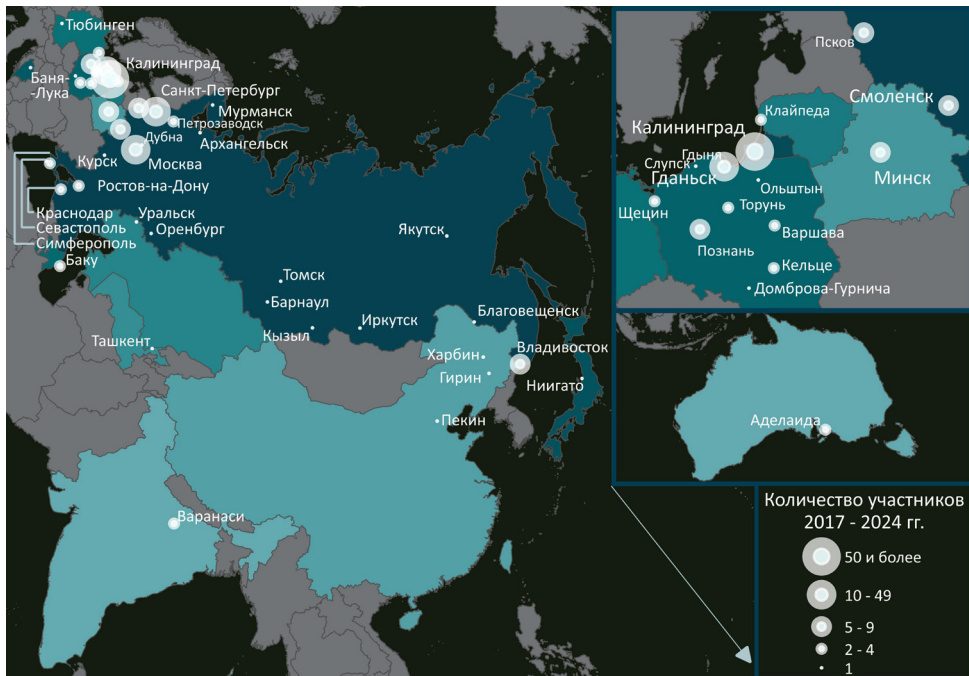 Тюбинген
Калининград
Баня-
-Лука
Санкт-Петербург
Мурманск
Петрозаводск
Дубна
Архангельск
Курск
Москва
Ростов-на-Дону
Краснодар
Севастополь
Симферополь
Уральск
Оренбург
Баку
Якутск
Томск
Барнаул
Кызыл
Иркутск
Благовещенск
Ташкент
Харбин
Владивосток
Гирин
Ниигато
Пекин
Варанаси
Псков
Смоленск
Клайпеда
Калининград
Гдыня
Слупск
Гданьск
Минск
Ольштын
Щецин
Торунь
Варшава
Познань
Кельце
Домброва-Гурнича
Аделаида
Количество участников
2017 - 2024 гг.
50 и более
10 - 49
5 - 9
2 - 4
1